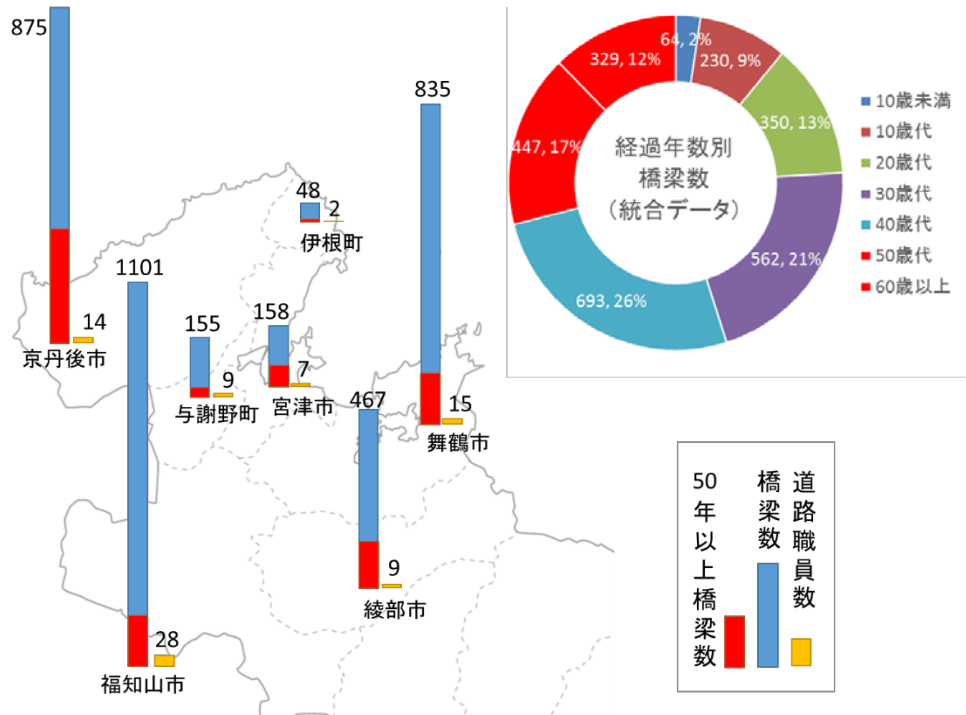 875
14
京丹後市
1101
28
福知山市
155
9
与謝野町
158
7
宮津市
48
2
伊根町
467
9
綾部市
835
15
舞鶴市
64, 2%
230, 9%
350, 13%
562, 21%
693, 26%
447, 17%
329, 12%
経過年数別
橋梁数
（統合データ）
10歳未満
10歳代
20歳代
30歳代
40歳代
50歳代
60歳以上
50年以上橋梁数
橋梁数
道路職員数